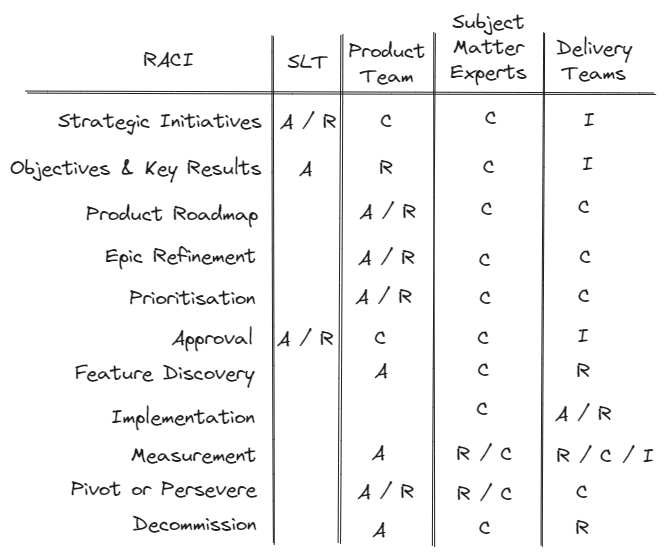 RACI SLT Product Team Subject Matter Experts Delivery Teams
Strategic Initiatives A / R C C I
Objectives & Key Results A R C I
Product Roadmap A / R C C
Epic Refinement A / R C C
Prioritisation A / R C C
Approval A / R C C I
Feature Discovery A C R
Implementation C A / R
Measurement A R / C R / C / I
Pivot or Persevere A / R R / C C
Decommission A C R